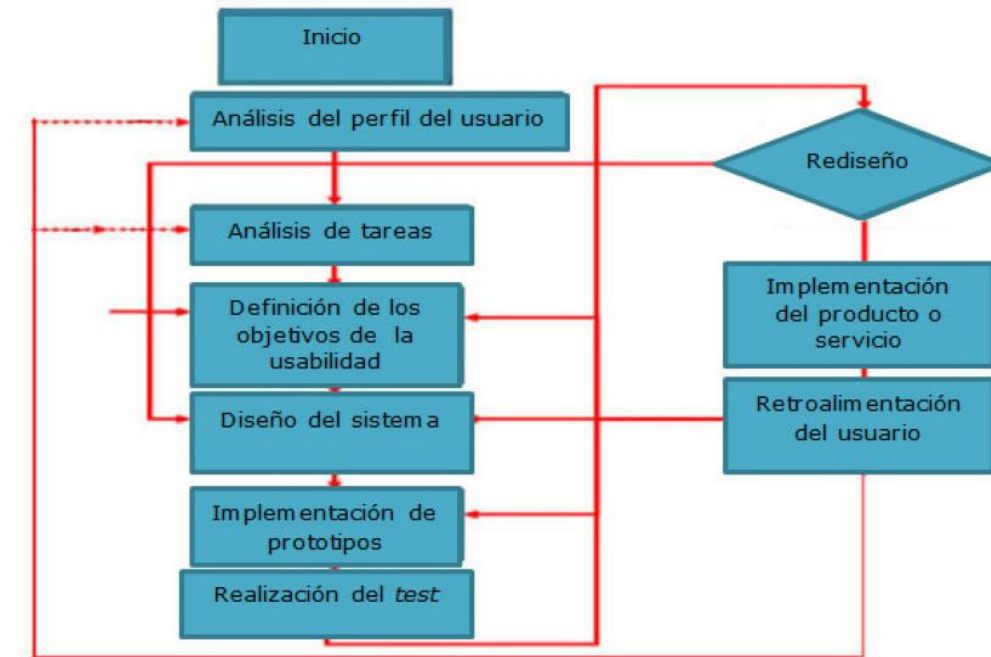 Inicio
Análisis del perfil del usuario
Rediseño
Análisis de tareas
Definición de los
objetivos de la
usabilidad
Implementación
del producto o
servicio
Diseño del sistema
Retroalimentación
del usuario
Implementación de
prototipos
Realización del test